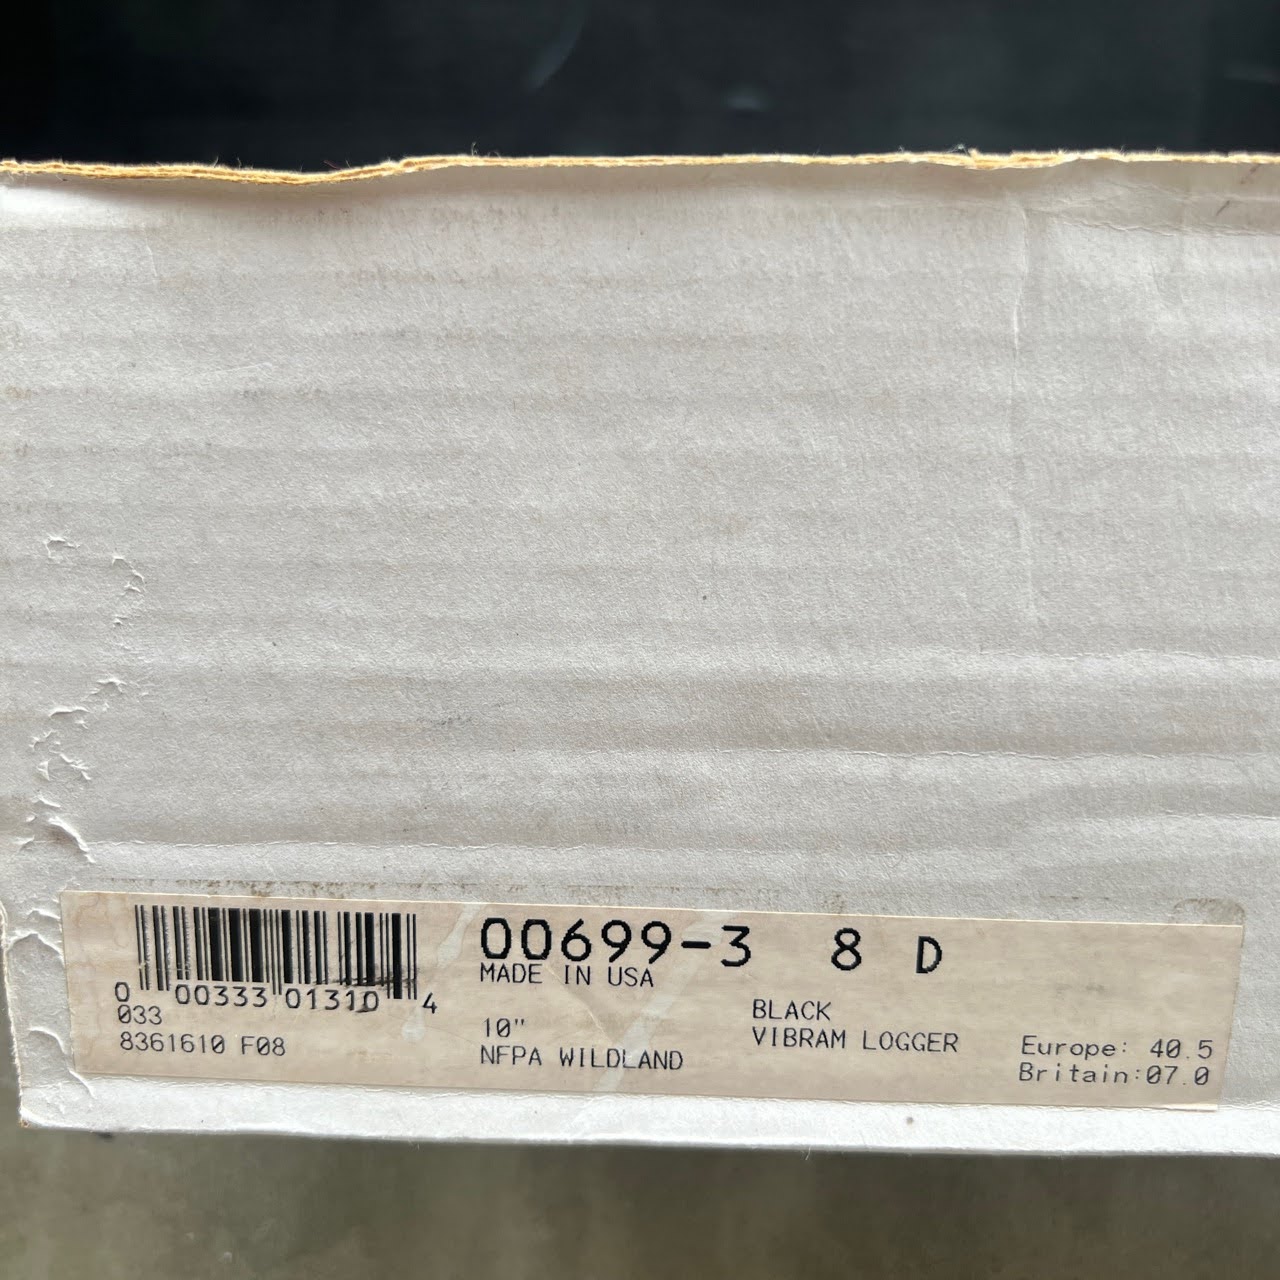 00699-3 8 D
MADE IN USA
0 00333 01310 4
033
8361610 F08
10"
NFPA WILDLAND
BLACK
VIBRAM LOGGER
Europe: 40.5
Britain:07.0